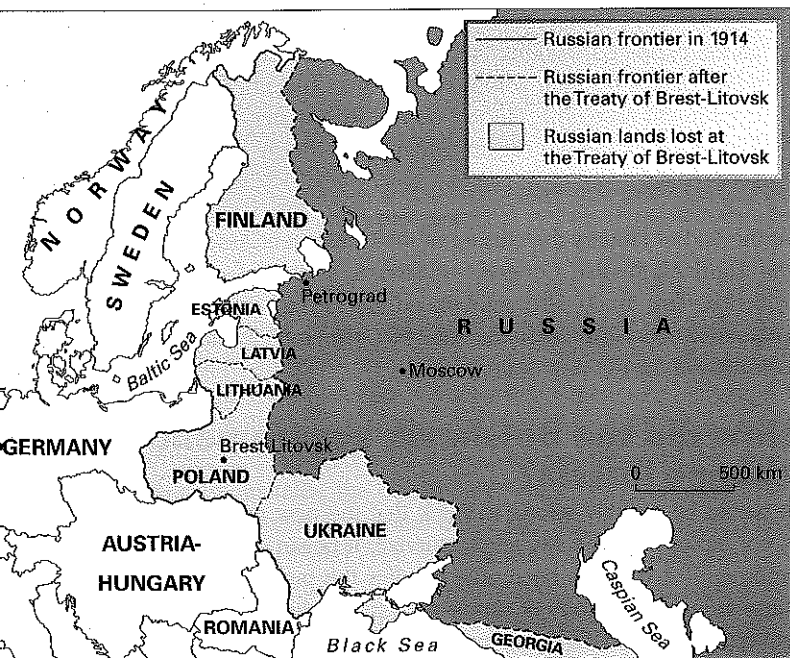 Russian frontier in 1914
Russian frontier after
the Treaty of Brest-Litovsk
Russian lands lost at
the Treaty of Brest-Litovsk
NORWAY
SWEDEN
FINLAND
Petrograd
ESTONIA
RUSSIA
Baltic Sea
LATVIA
Moscow
LITHUANIA
GERMANY
Brest-Litovsk
POLAND
0 500 km
UKRAINE
AUSTRIA-
HUNGARY
Caspian Sea
ROMANIA
Black Sea
GEORGIA